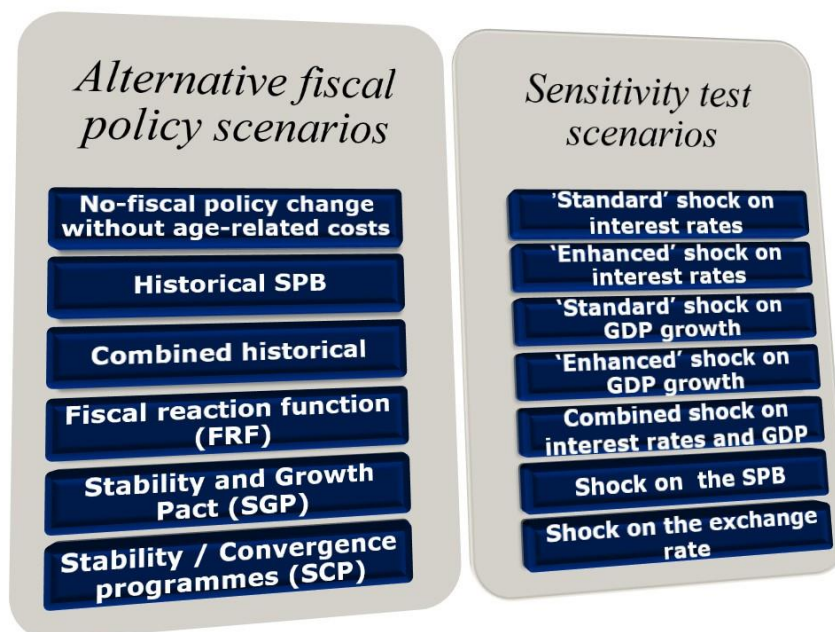 Alternative fiscal
policy scenarios
No-fiscal policy change
without age-related costs
Historical SPB
Combined historical
Fiscal reaction function
(FRF)
Stability and Growth
Pact (SGP)
Stability / Convergence
programmes (SCP)
Sensitivity test
scenarios
'Standard' shock on
interest rates
'Enhanced' shock on
interest rates
'Standard' shock on
GDP growth
'Enhanced' shock on
GDP growth
Combined shock on
interest rates and GDP
Shock on the SPB
Shock on the exchange
rate